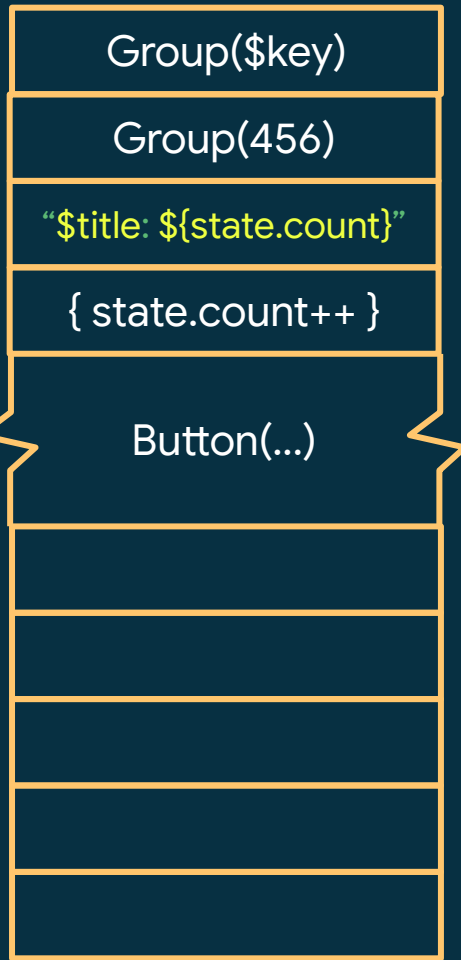 Group($key)
Group(456)
“$title: ${state.count}”
{ state.count++ }
Button(...)